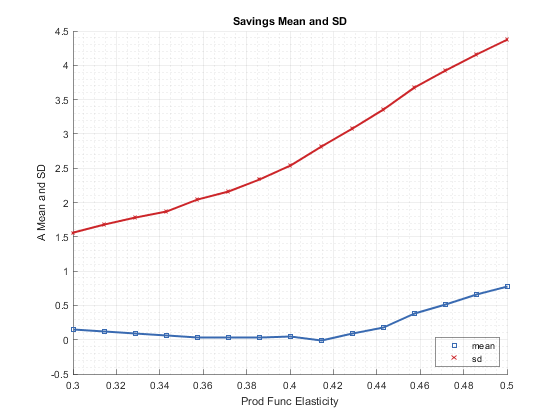 Savings Mean and SD
A Mean and SD
4.5
4
3.5
3
2.5
2
1.5
1
0.5
0
-0.5
0.3 0.32 0.34 0.36 0.38 0.4 0.42 0.44 0.46 0.48 0.5
Prod Func Elasticity
mean
sd